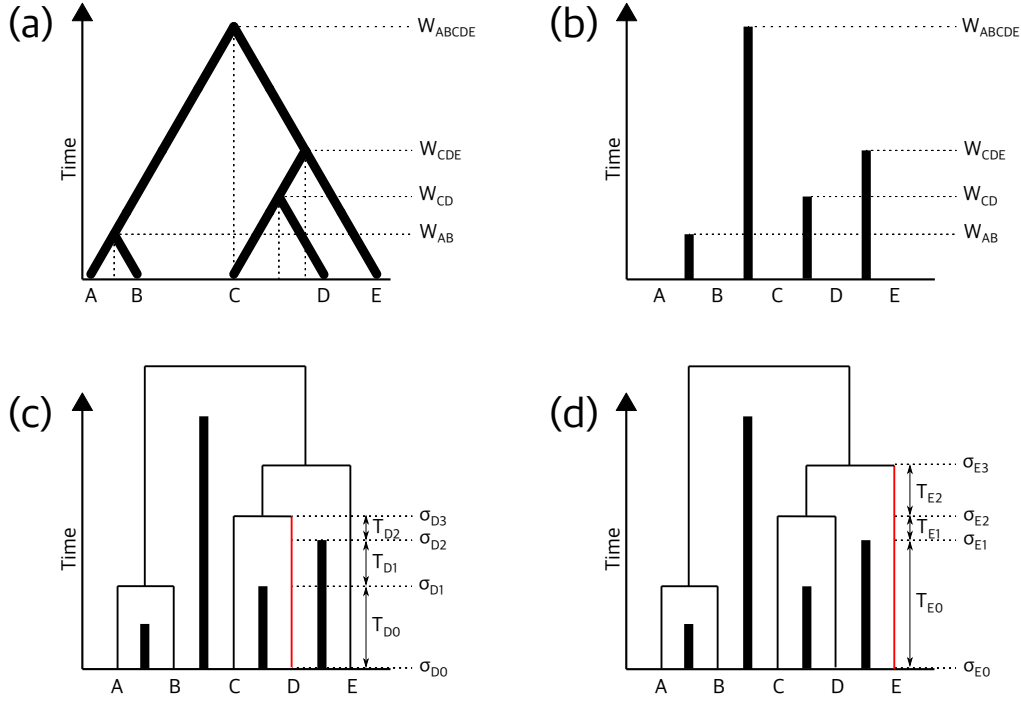 (a)
Time
W_ABCDE
W_CDE
W_CD
W_AB
A B C D E
(b)
Time
W_ABCDE
W_CDE
W_CD
W_AB
A B C D E
(c)
Time
σ_D3
T_D2
σ_D2
T_D1
σ_D1
T_D0
σ_D0
A B C D E
(d)
Time
σ_E3
T_E2
σ_E2
T_E1
σ_E1
T_E0
σ_E0
A B C D E